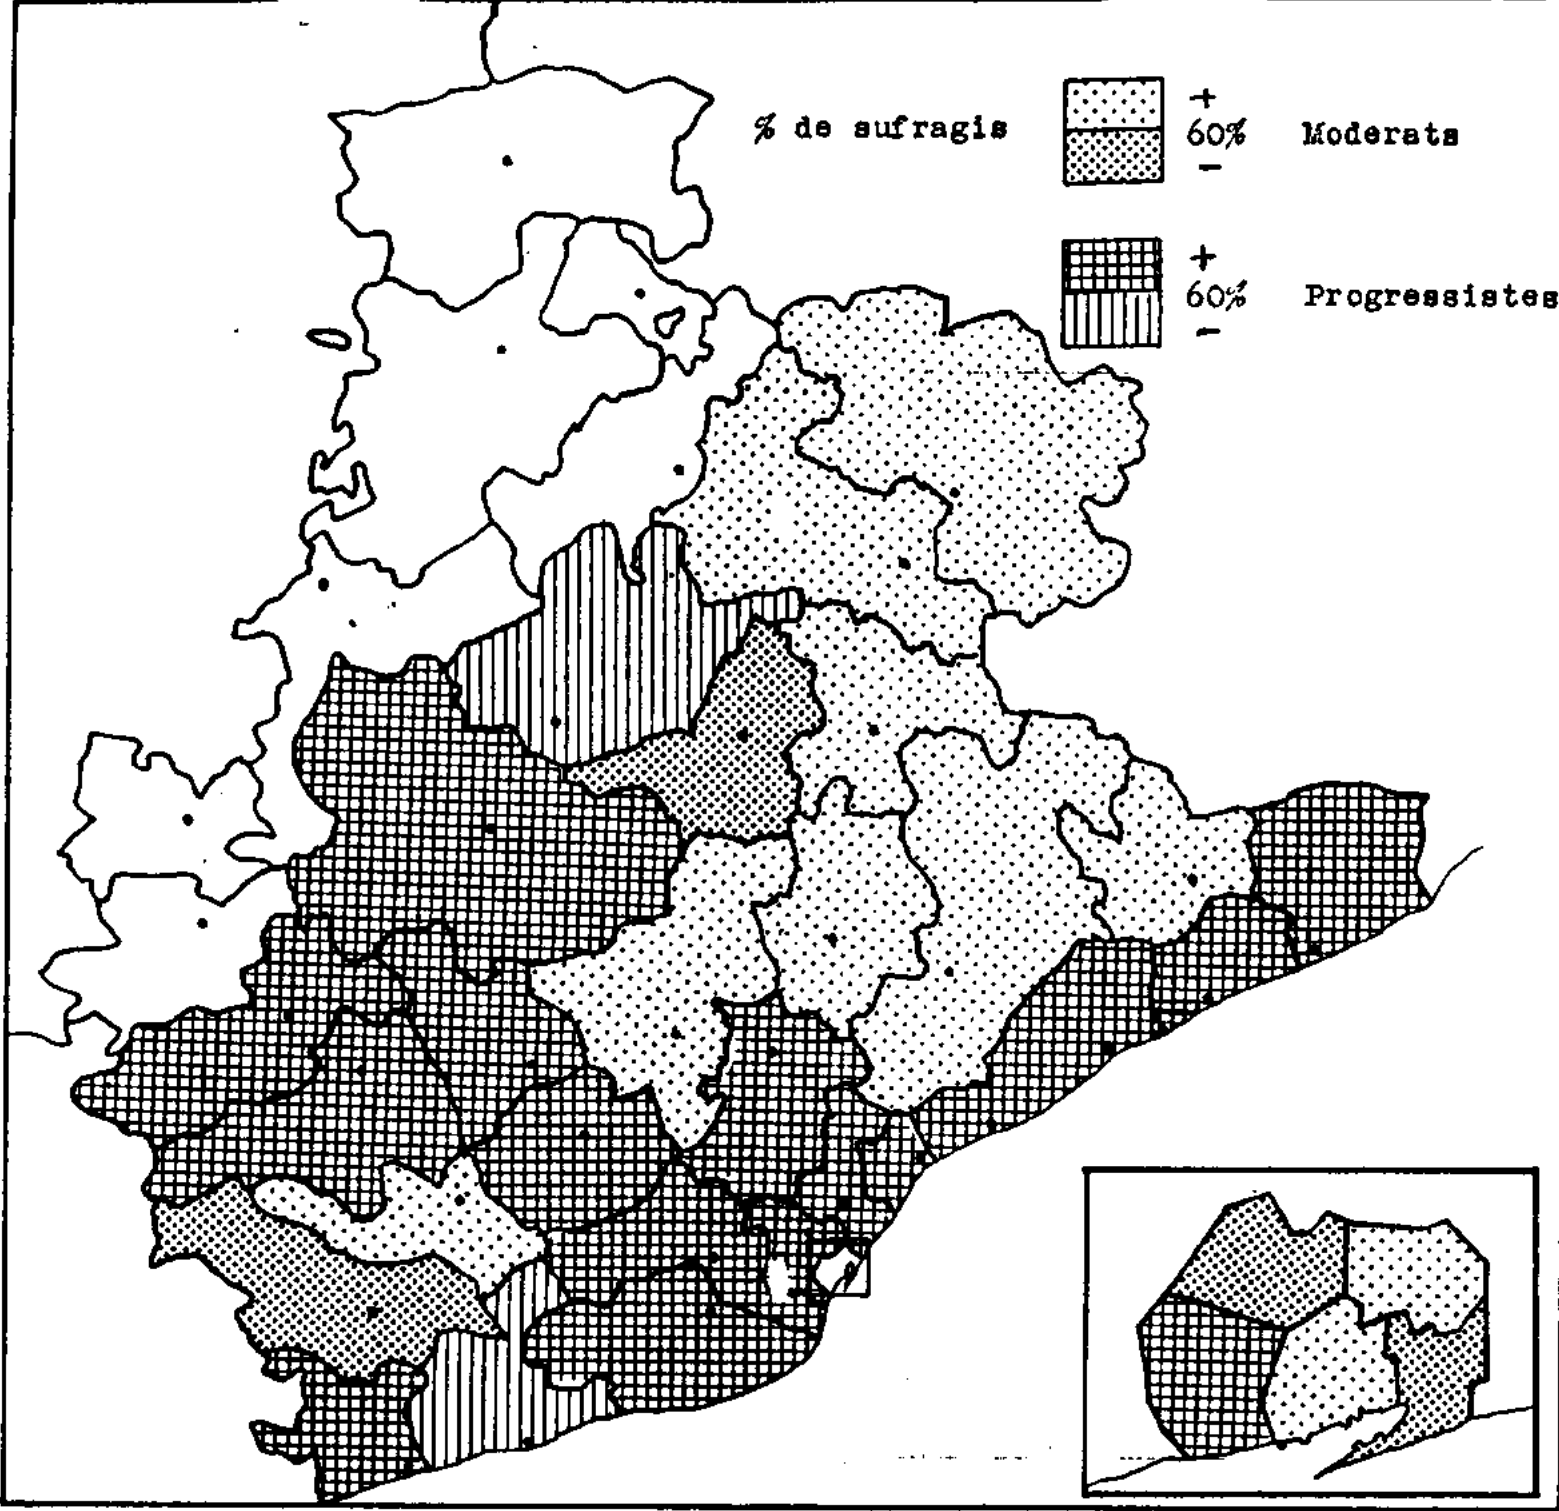 % de sufragis
+
60% Moderats
-
+
60% Progressistes
-